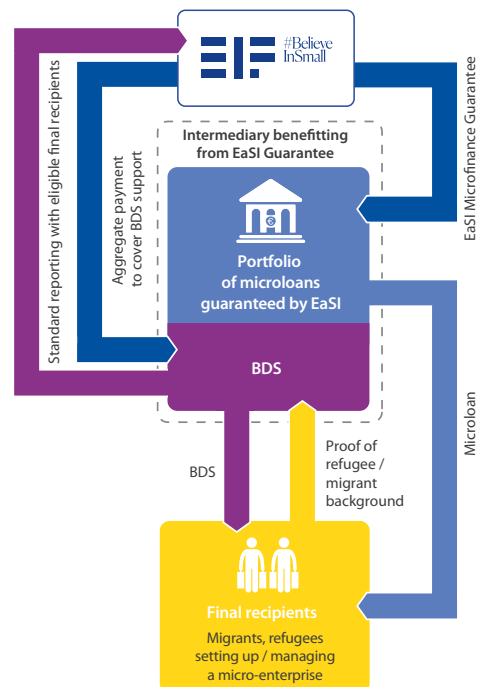 EIF
#Believe
InSmall
Standard reporting with eligible final recipients
Aggregate payment
to cover BDS support
EaSI Microfinance Guarantee
Intermediary benefitting
from EaSI Guarantee
Portfolio
of microloans
guaranteed by EaSI
BDS
Microloan
BDS
Proof of
refugee /
migrant
background
Final recipients
Migrants, refugees
setting up / managing
a micro-enterprise